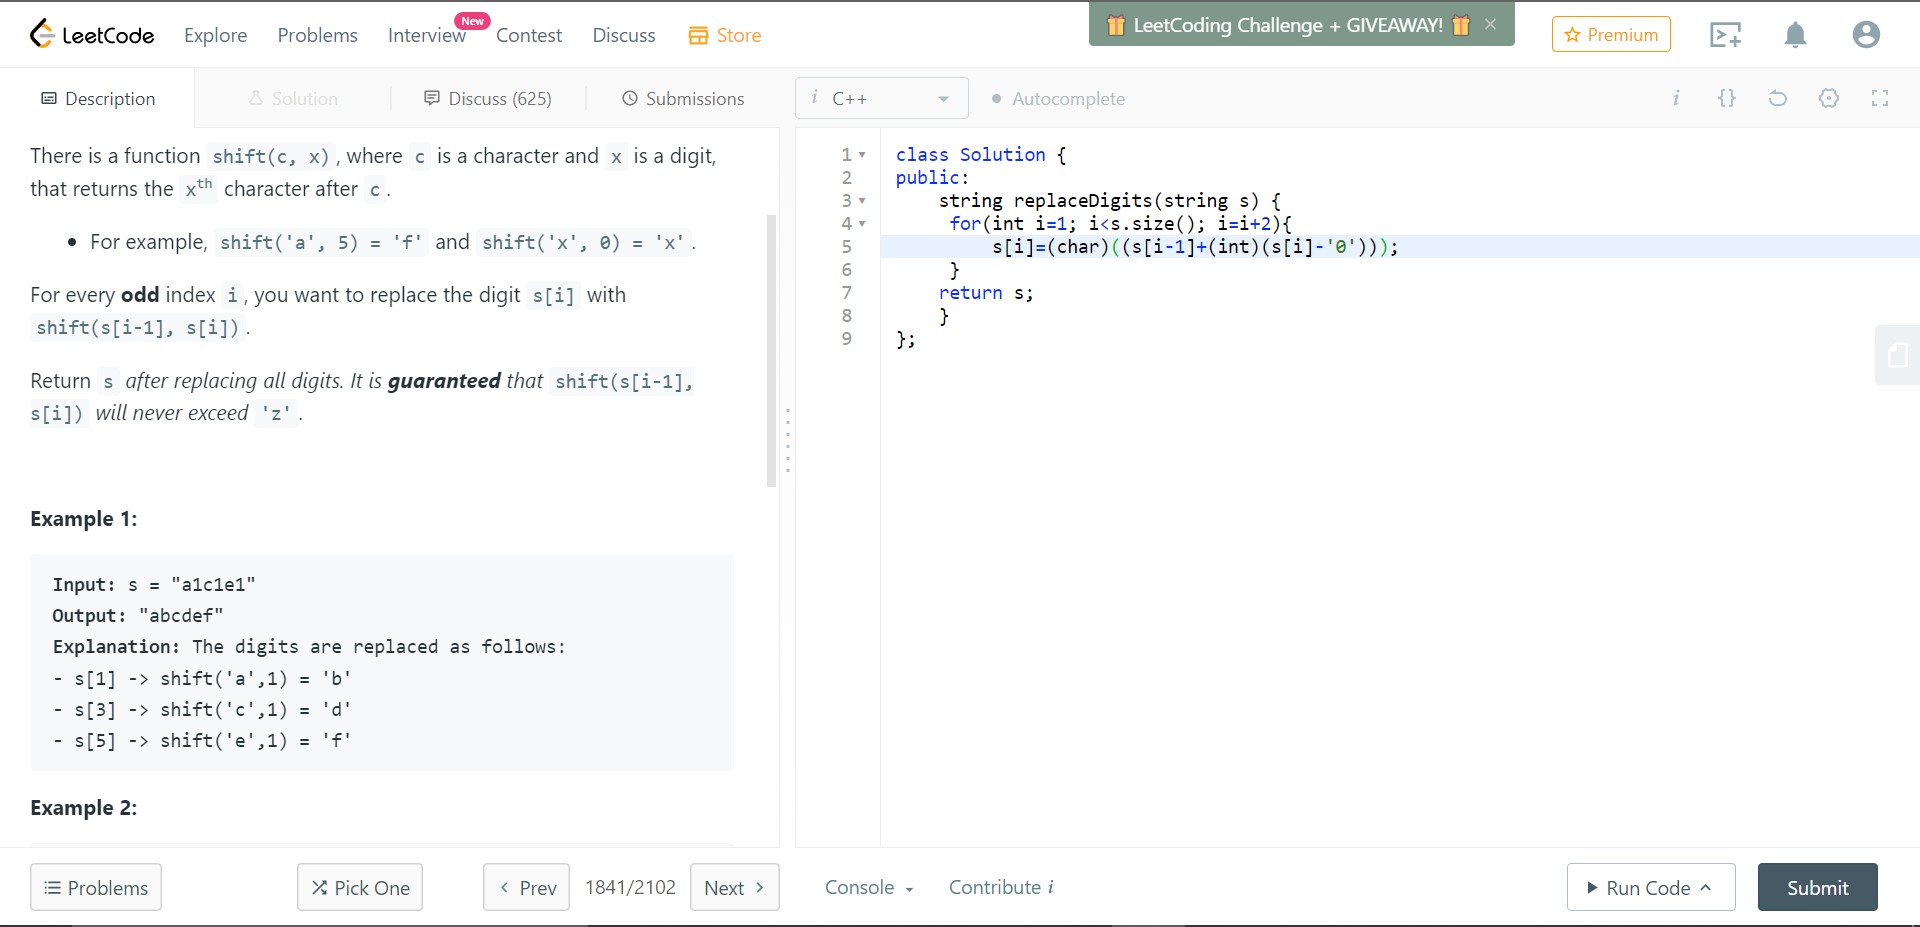 LeetCode Explore Problems Interview New Contest Discuss Store LeetCoding Challenge + GIVEAWAY! × Premium
Description Solution Discuss (625) Submissions
i C++ Autocomplete i {}
There is a function shift(c, x), where c is a character and x is a digit,
that returns the xth character after c.
• For example, shift('a', 5) = 'f' and shift('x', 0) = 'x'.
For every odd index i, you want to replace the digit s[i] with
shift(s[i-1], s[i]).
Return s after replacing all digits. It is guaranteed that shift(s[i-1],
s[i]) will never exceed 'z'.
Example 1:
Input: s = "a1c1e1"
Output: "abcdef"
Explanation: The digits are replaced as follows:
- s[1] -> shift('a',1) = 'b'
- s[3] -> shift('c',1) = 'd'
- s[5] -> shift('e',1) = 'f'
Example 2:
1 class Solution {
2 public:
3 string replaceDigits(string s) {
4 for(int i=1; i<s.size(); i=i+2){
5 s[i]=(char)((s[i-1]+(int)(s[i]-'0')));
6 }
7 return s;
8 }
9 };
Problems Pick One < Prev 1841/2102 Next >
Console Contribute i Run Code Submit